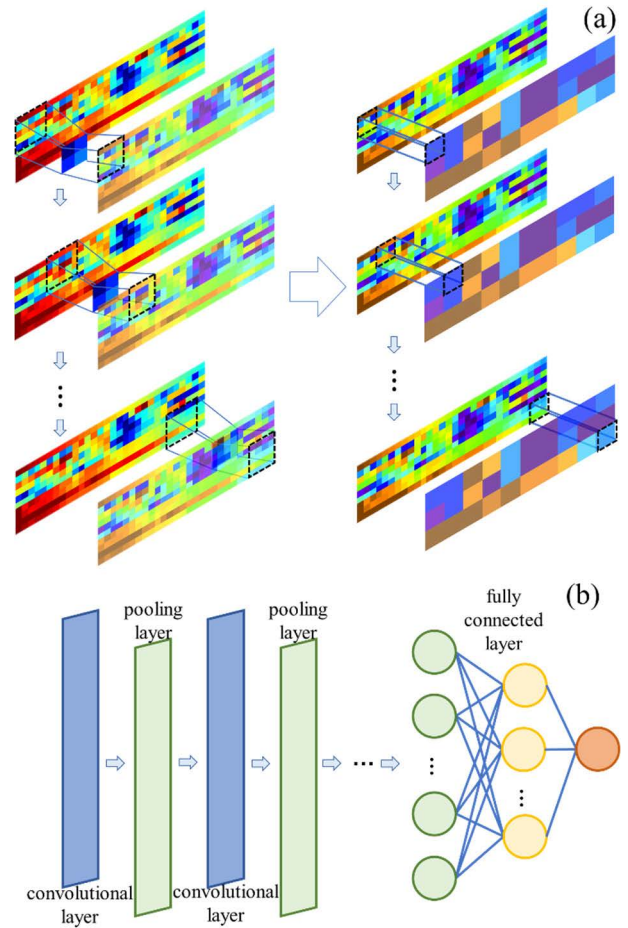 (a)
(b)
pooling
layer
pooling
layer
fully
connected
layer
convolutional
layer
convolutional
layer